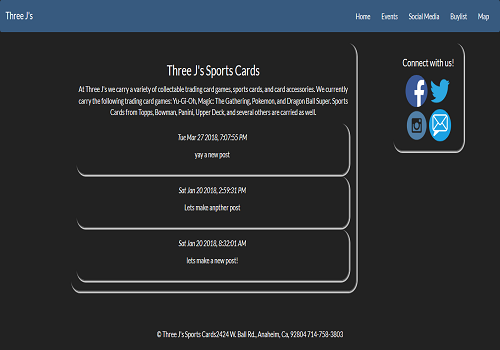 Three J's
Home Events Social Media Buylist Map
Three J's Sports Cards
At Three J's we carry a variety of collectable trading card games, sports cards, and card accessories. We currently
carry the following trading card games: Yu-Gi-Oh, Magic: The Gathering, Pokemon, and Dragon Ball Super. Sports
Cards from Topps, Bowman, Panini, Upper Deck, and several others are carried as well.
Tue Mar 27 2018, 7:07:55 PM
yay a new post
Sat Jan 20 2018, 2:59:31 PM
Lets make anpther post
Sat Jan 20 2018, 8:32:01 AM
lets make a new post!
Connect with us!
© Three J's Sports Cards2424 W. Ball Rd., Anaheim, Ca, 92804 714-758-3803